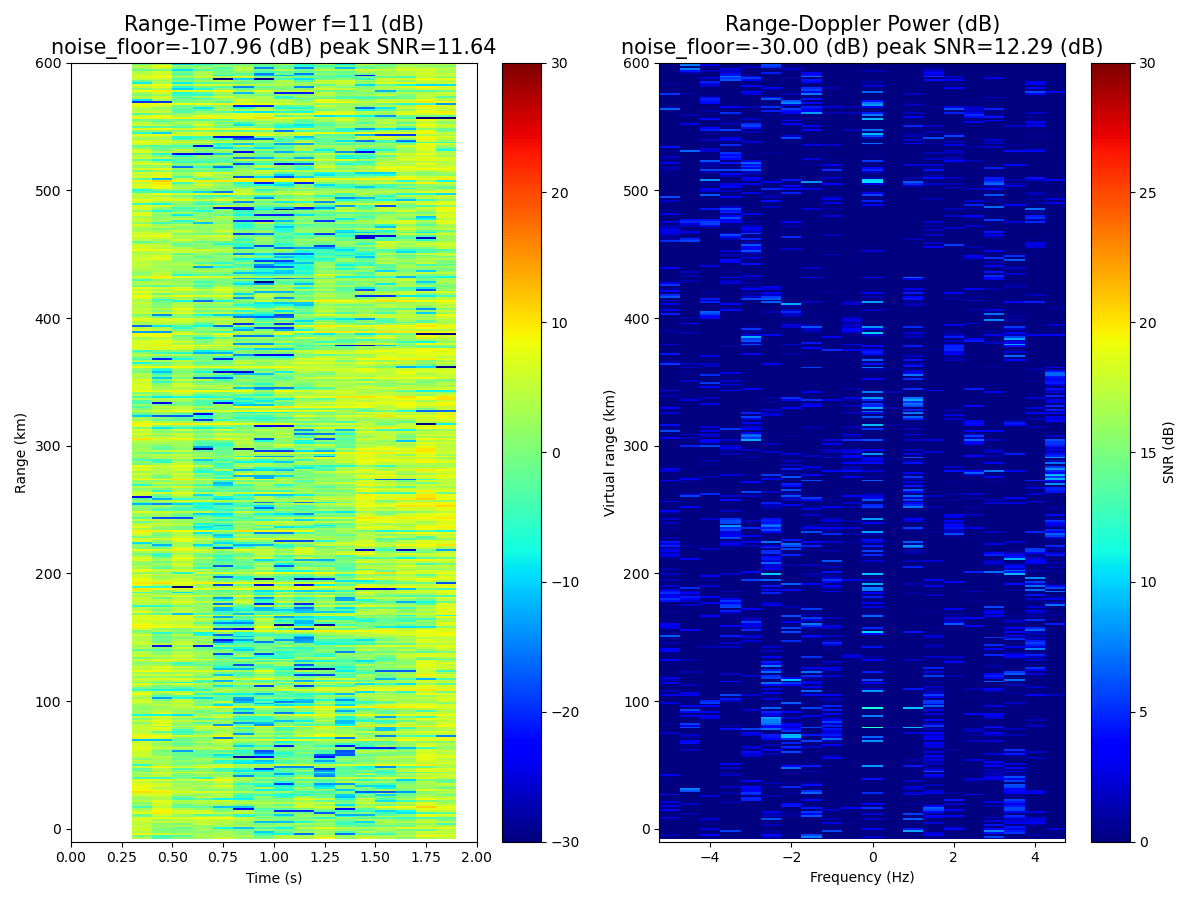 Range-Time Power f=11 (dB)
noise_floor=-107.96 (dB) peak SNR=11.64
600
500
400
300
200
100
0
Range (km)
0.00 0.25 0.50 0.75 1.00 1.25 1.50 1.75 2.00
Time (s)
30
20
10
0
−10
−20
−30
Range-Doppler Power (dB)
noise_floor=-30.00 (dB) peak SNR=12.29 (dB)
600
500
400
300
200
100
0
Virtual range (km)
−4 −2 0 2 4
Frequency (Hz)
30
25
20
15
10
5
0
SNR (dB)